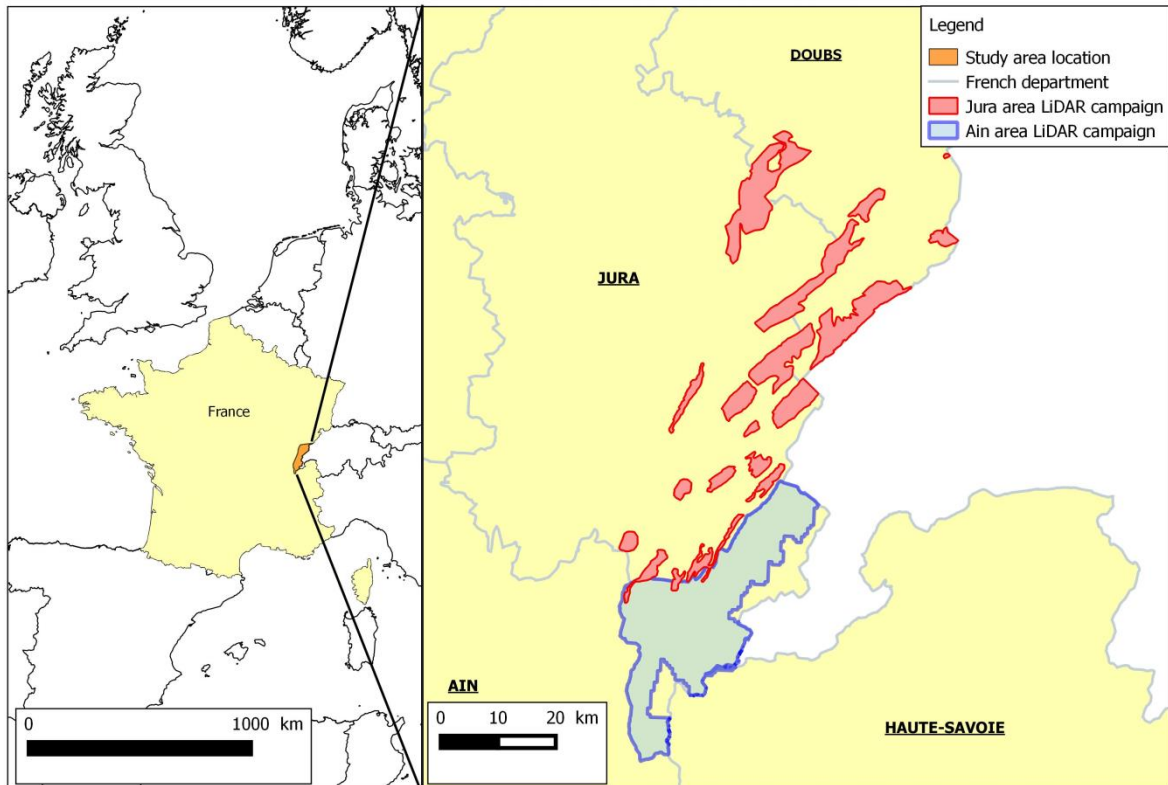 France
0 1000 km
DOUBS
JURA
AIN
HAUTE-SAVOIE
0 10 20 km
Legend
Study area location
French department
Jura area LiDAR campaign
Ain area LiDAR campaign